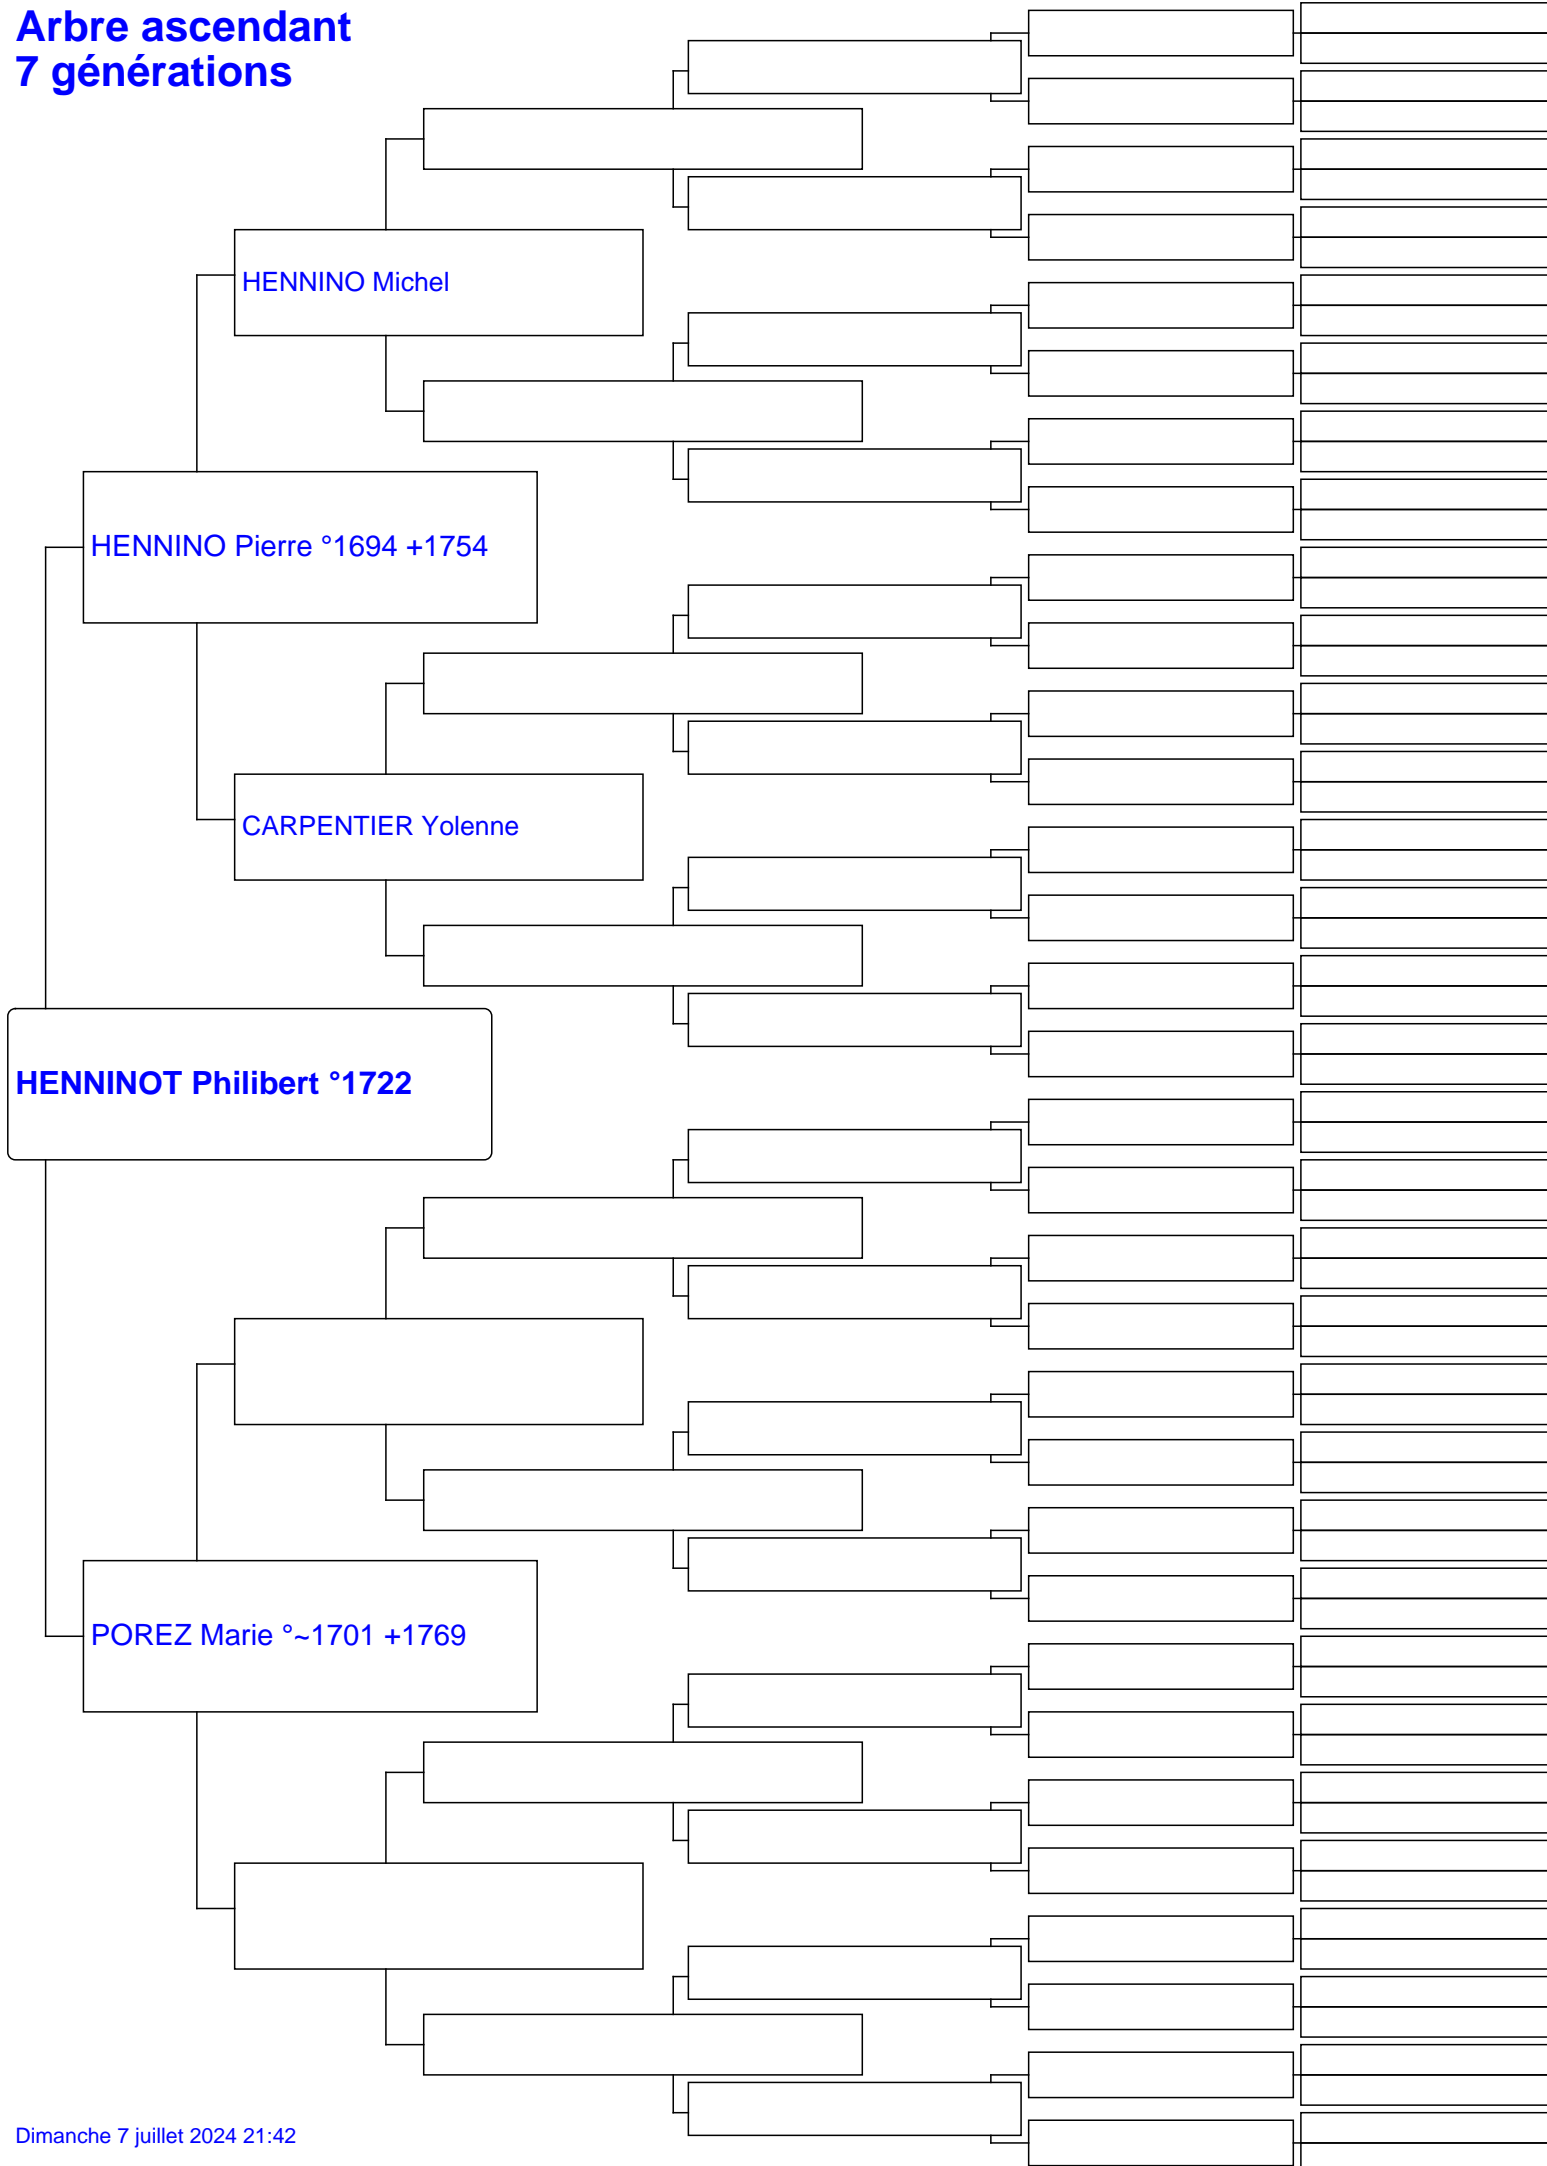 Arbre ascendant
7 générations
HENNINO Michel
HENNINO Pierre °1694 +1754
CARPENTIER Yolenne
HENNINOT Philibert °1722
POREZ Marie °~1701 +1769
Dimanche 7 juillet 2024 21:42